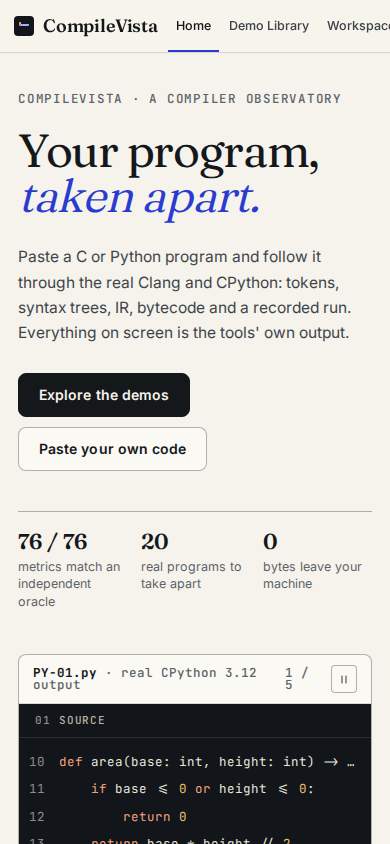 CompileVista Home Demo Library Workspace
COMPILEVISTA · A COMPILER OBSERVATORY
Your program,
taken apart.
Paste a C or Python program and follow it
through the real Clang and CPython: tokens,
syntax trees, IR, bytecode and a recorded run.
Everything on screen is the tools' own output.
Explore the demos
Paste your own code
76 / 76 20 0
metrics match an real programs to bytes leave your
independent take apart machine
oracle
PY-01.py · real CPython 3.12 1 /
output 5
01 SOURCE
10 def area(base: int, height: int) → …
11 if base ⩽ 0 or height ⩽ 0:
12 return 0
13 return base * height // 2